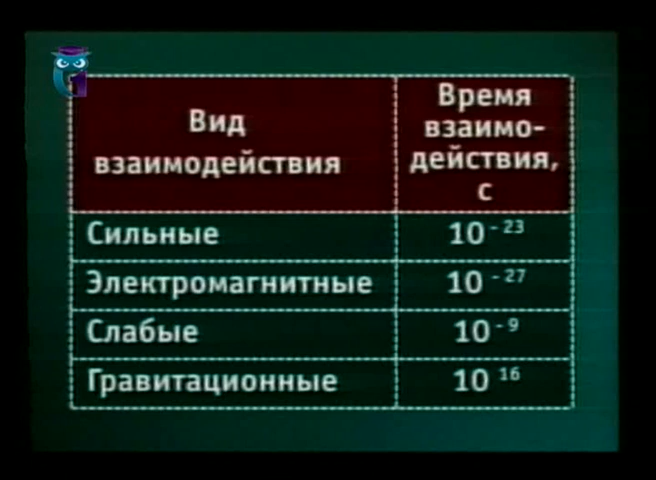 Вид
взаимодействия
Время
взаимо-
действия,
с
Сильные 10 -23
Электромагнитные 10 -27
Слабые 10 -9
Гравитационные 10 16